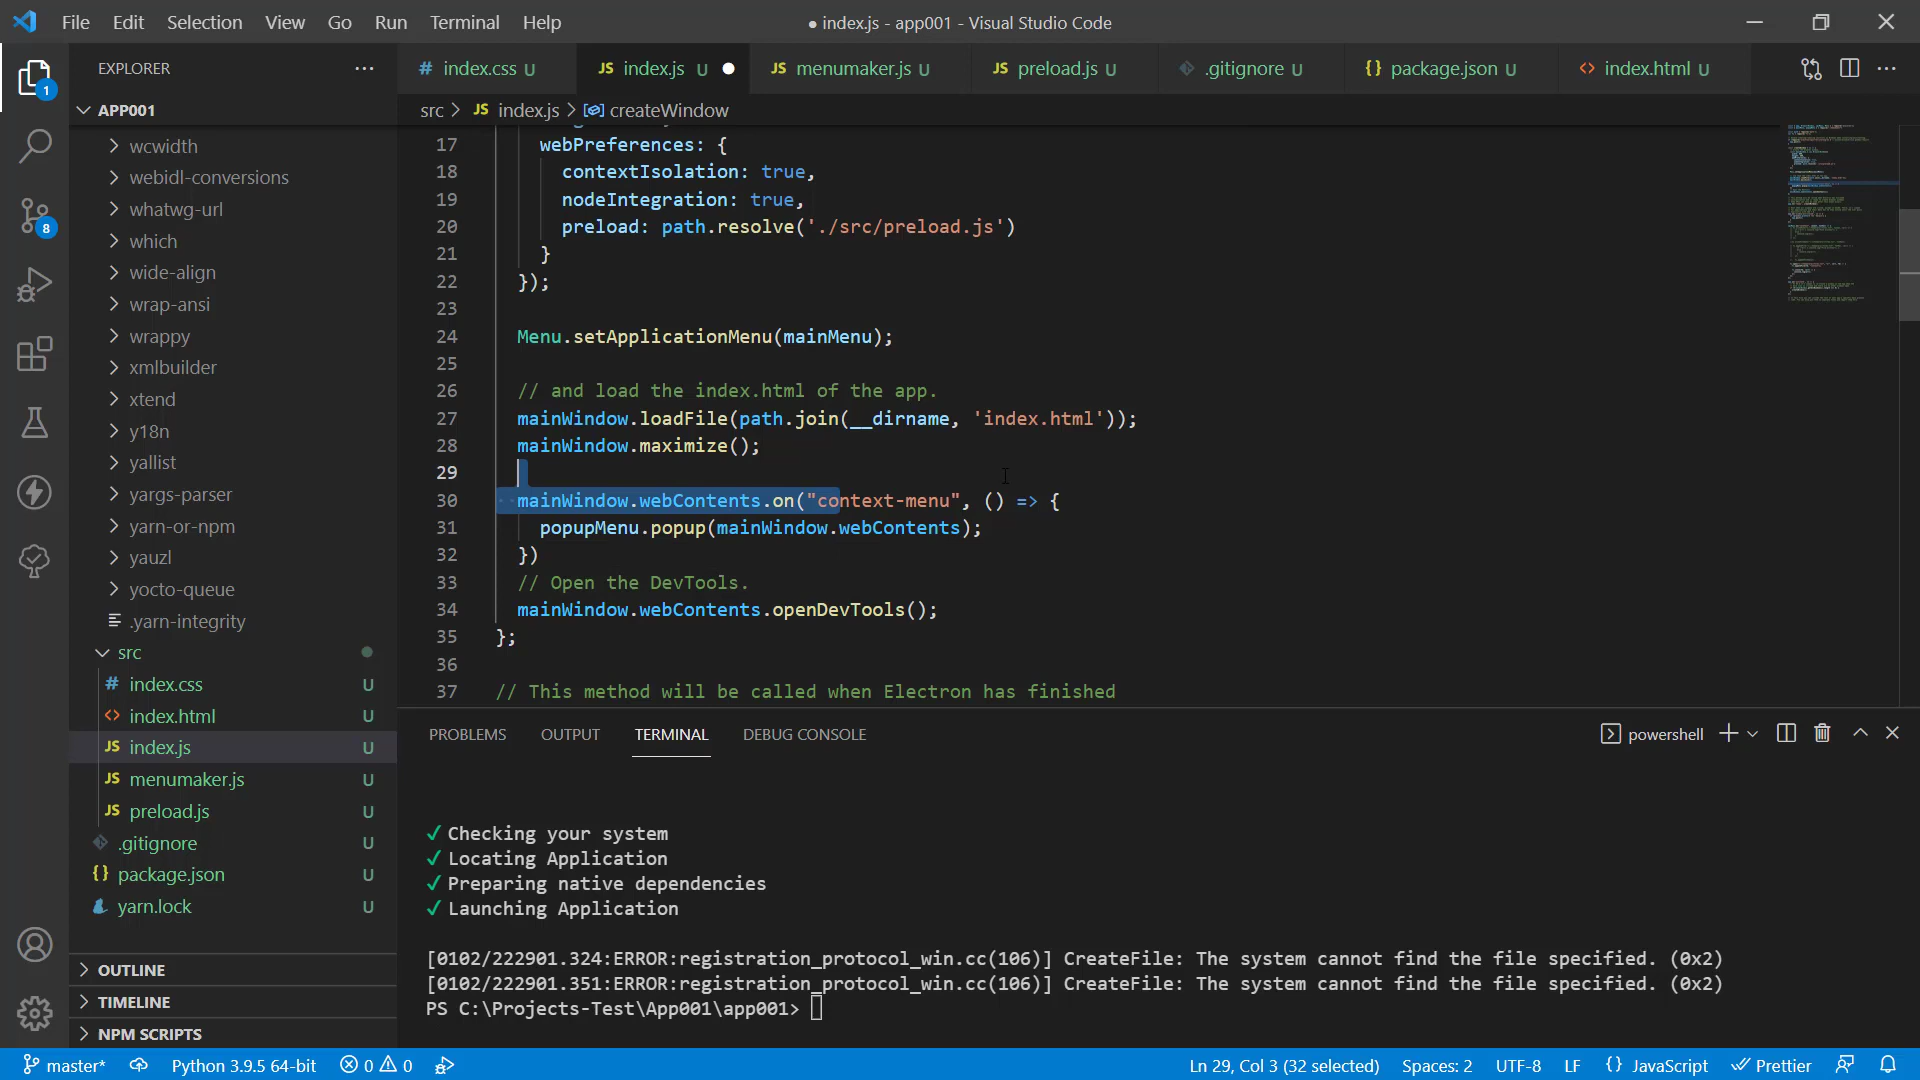 File Edit Selection View Go Run Terminal Help
● index.js - app001 - Visual Studio Code
EXPLORER
# index.css U
JS index.js U
JS menumaker.js U
JS preload.js U
.gitignore U
{} package.json U
<> index.html U
APP001
src > JS index.js > createWindow
wcwidth
webidl-conversions
whatwg-url
which
wide-align
wrap-ansi
wrappy
xmlbuilder
xtend
y18n
yallist
yargs-parser
yarn-or-npm
yauzl
yocto-queue
.yarn-integrity
src
# index.css U
<> index.html U
JS index.js U
JS menumaker.js U
JS preload.js U
.gitignore U
{} package.json U
yarn.lock U
OUTLINE
TIMELINE
NPM SCRIPTS
1
8
17 webPreferences: {
18 contextIsolation: true,
19 nodeIntegration: true,
20 preload: path.resolve('./src/preload.js')
21 }
22 });
23
24 Menu.setApplicationMenu(mainMenu);
25
26 // and load the index.html of the app.
27 mainWindow.loadFile(path.join(__dirname, 'index.html'));
28 mainWindow.maximize();
29
30 mainWindow.webContents.on("context-menu", () => {
31 popupMenu.popup(mainWindow.webContents);
32 })
33 // Open the DevTools.
34 mainWindow.webContents.openDevTools();
35 };
36
37 // This method will be called when Electron has finished
PROBLEMS OUTPUT TERMINAL DEBUG CONSOLE
powershell
✓ Checking your system
✓ Locating Application
✓ Preparing native dependencies
✓ Launching Application
[0102/222901.324:ERROR:registration_protocol_win.cc(106)] CreateFile: The system cannot find the file specified. (0x2)
[0102/222901.351:ERROR:registration_protocol_win.cc(106)] CreateFile: The system cannot find the file specified. (0x2)
PS C:\Projects-Test\App001\app001>
master* Python 3.9.5 64-bit 0 0
Ln 29, Col 3 (32 selected) Spaces: 2 UTF-8 LF {} JavaScript Prettier